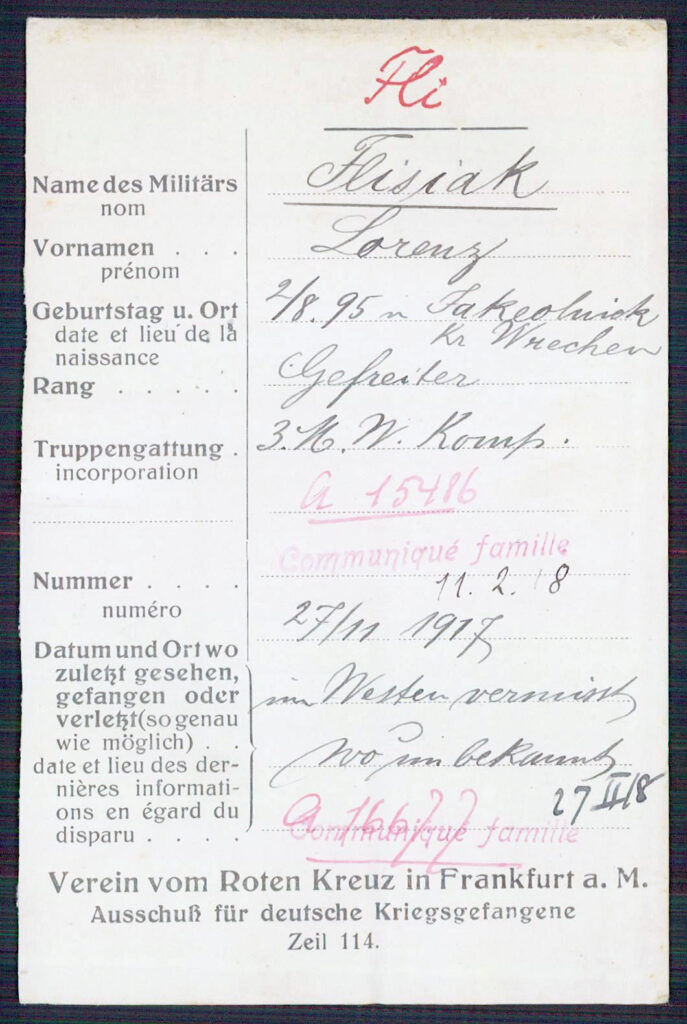 Fli
Name des Militärs Flisiak
nom
Vornamen . . . Lorenz
prénom
Geburtstag u. Ort 2/8. 95 in
date et lieu de la Kr Wrechen
naissance
Rang . . . . . Gefreiter
Truppengattung . 3. M. W. Komp.
incorporation
A 15486
Communiqué famille
Nummer . . . . 11. 2. 18
numéro
27/11 1917
Datum und Ort wo
zuletzt gesehen,
gefangen oder im Westen vermisst
verletzt (so genau
wie möglich) . . wo unbekannt
date et lieu des der-
nières informati- 27 II 18
ons en égard du A 16677
disparu . . . . Communiqué famille
Verein vom Roten Kreuz in Frankfurt a. M.
Ausschuß für deutsche Kriegsgefangene
Zeil 114.